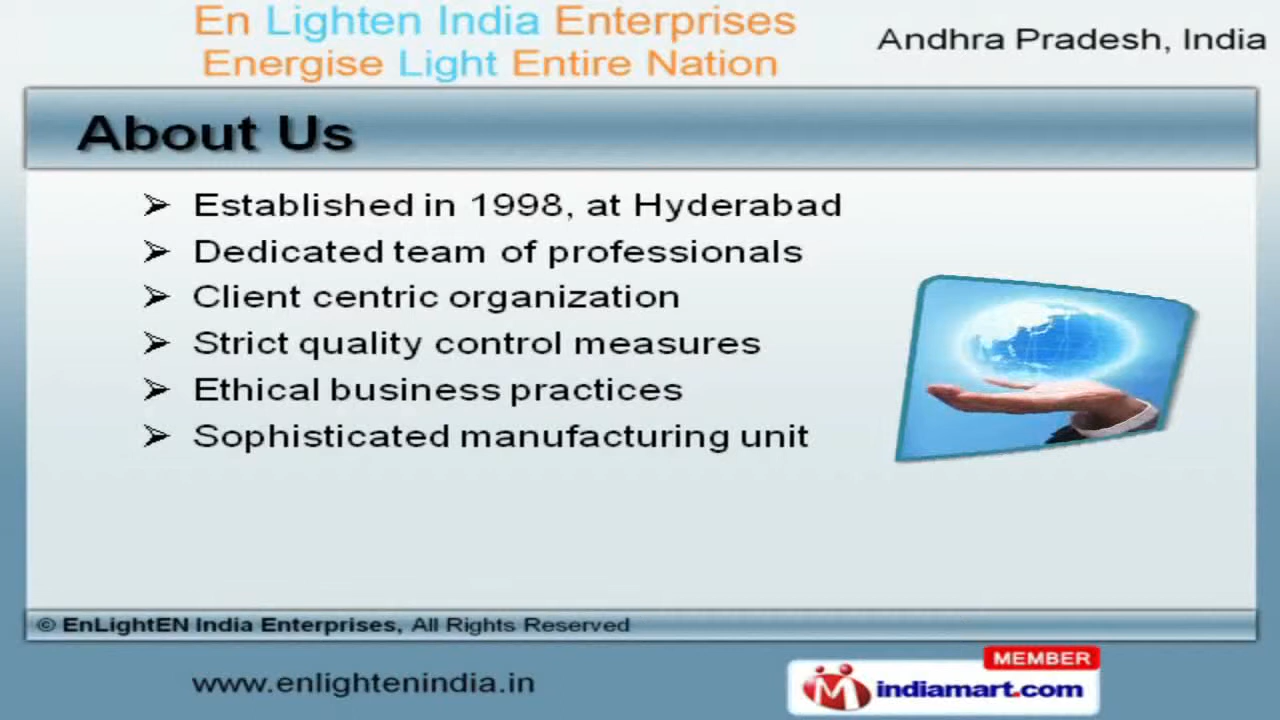 En Lighten India Enterprises
Energise Light Entire Nation
Andhra Pradesh, India
About Us
Established in 1998, at Hyderabad
Dedicated team of professionals
Client centric organization
Strict quality control measures
Ethical business practices
Sophisticated manufacturing unit
© EnLightEN India Enterprises, All Rights Reserved
www.enlightenindia.in
MEMBER
indiamart.com